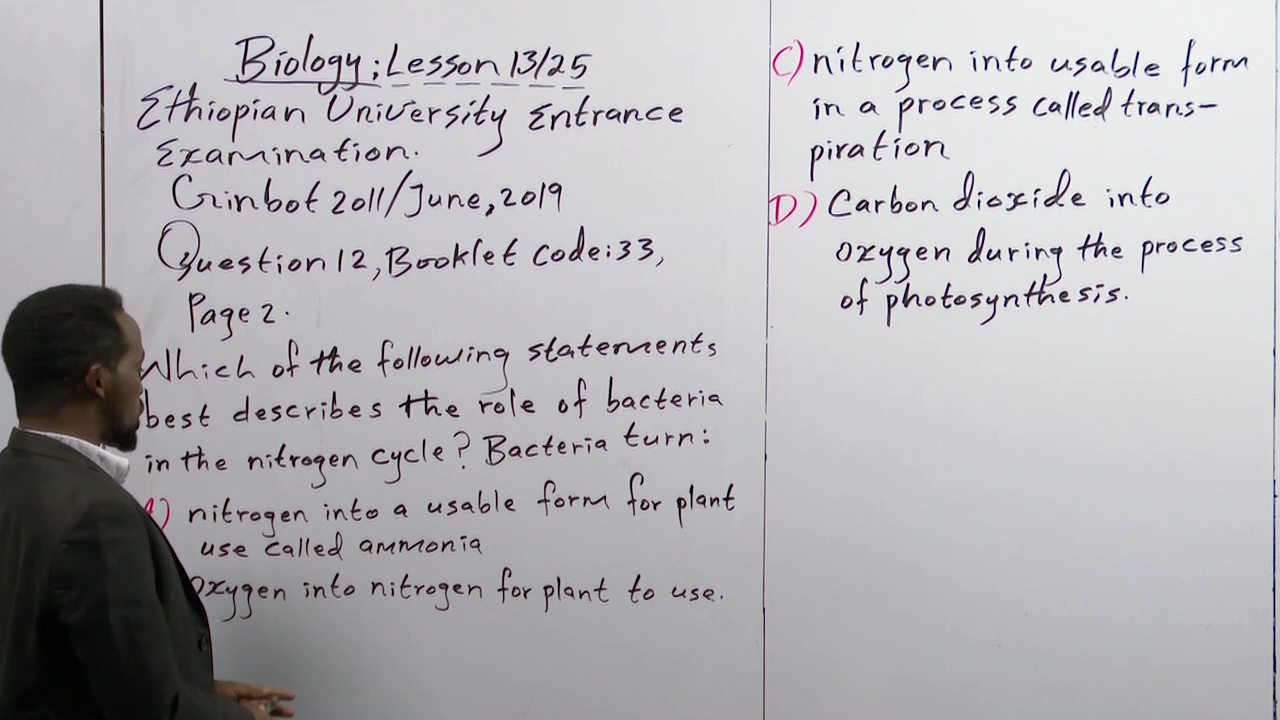 Biology: Lesson 13/25
Ethiopian University Entrance
Examination.
Ginbot 2011/June, 2019
Question 12, Booklet code: 33,
Page 2.
Which of the following statements
best describes the role of bacteria
in the nitrogen cycle? Bacteria turn:
A) nitrogen into a usable form for plant
use called ammonia
oxygen into nitrogen for plant to use.
C) nitrogen into usable form
in a process called trans-
piration
D) Carbon dioxide into
oxygen during the process
of photosynthesis.